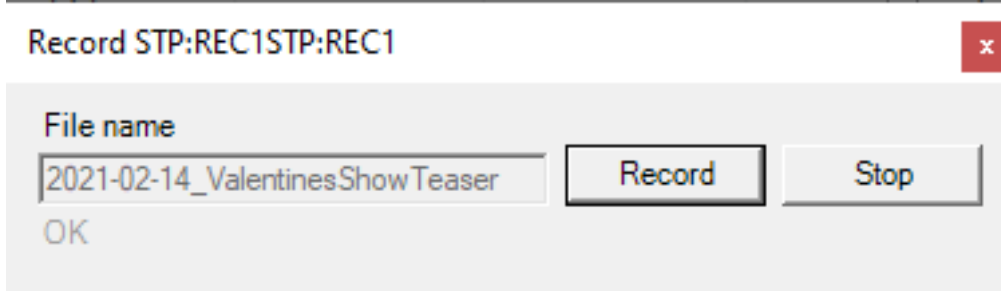 Record STP:REC1STP:REC1
x
File name
2021-02-14_ValentinesShowTeaser
Record
Stop
OK